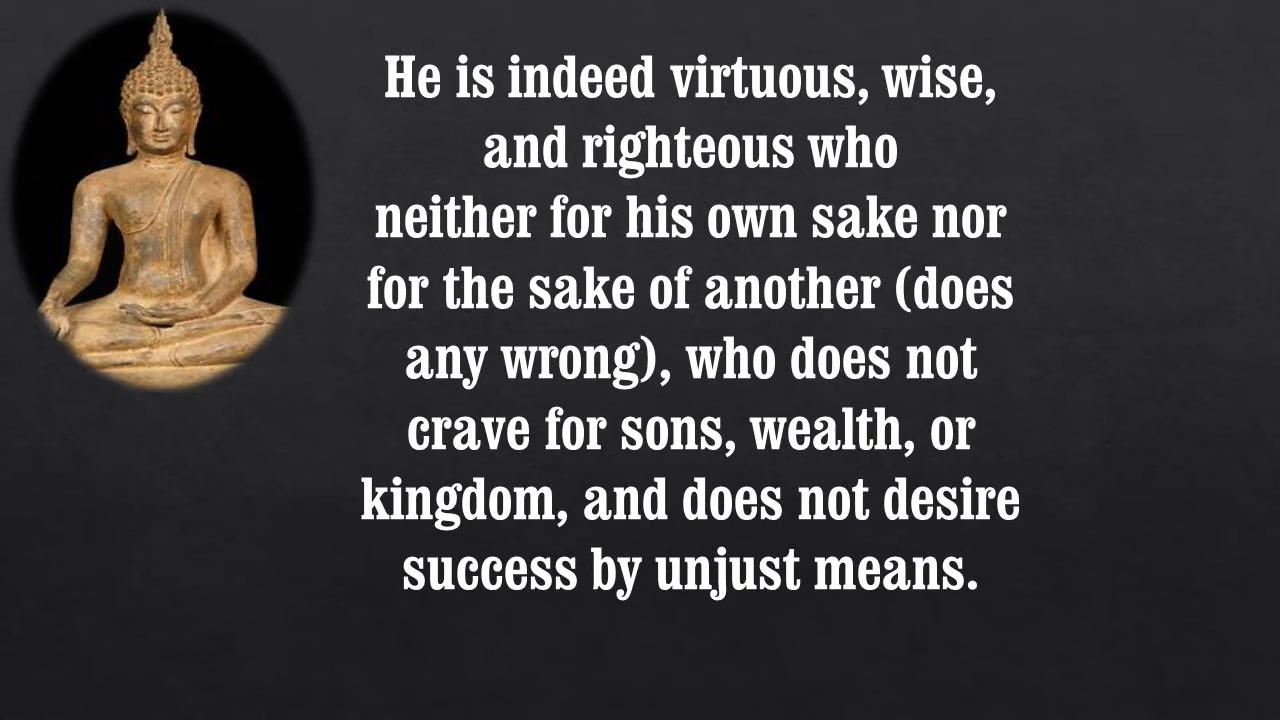 He is indeed virtuous, wise,
and righteous who
neither for his own sake nor
for the sake of another (does
any wrong), who does not
crave for sons, wealth, or
kingdom, and does not desire
success by unjust means.